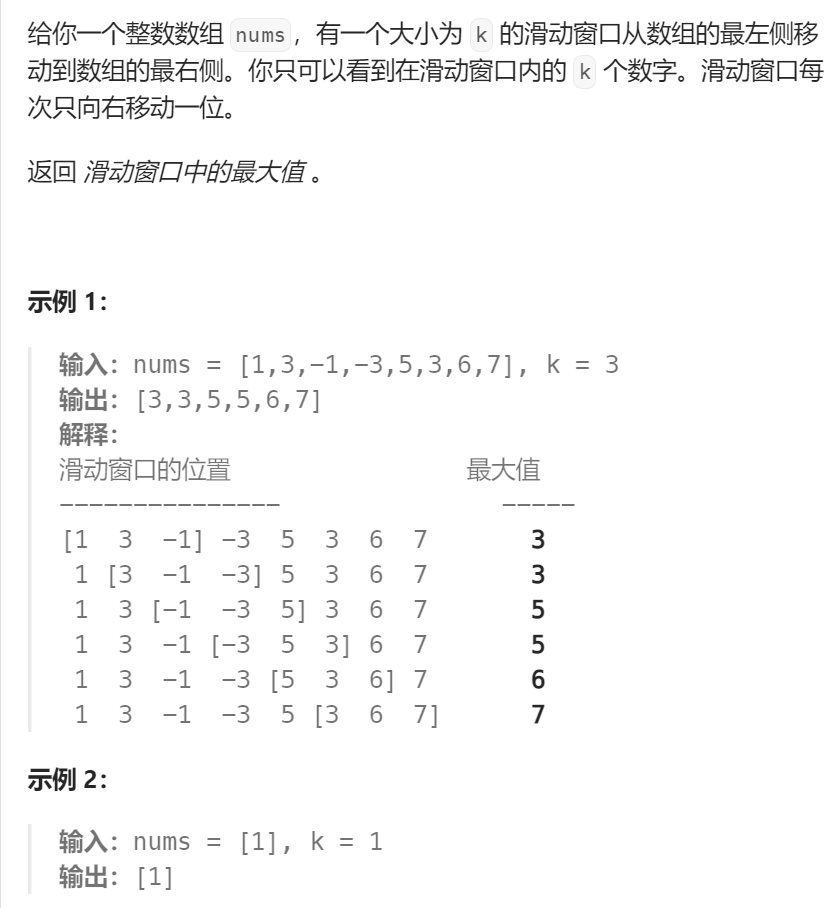 给你一个整数数组 nums，有一个大小为 k 的滑动窗口从数组的最左侧移
动到数组的最右侧。你只可以看到在滑动窗口内的 k 个数字。滑动窗口每
次只向右移动一位。
返回 滑动窗口中的最大值 。
示例 1：
输入：nums = [1,3,-1,-3,5,3,6,7], k = 3
输出：[3,3,5,5,6,7]
解释：
滑动窗口的位置 最大值
--------------- -----
[1 3 -1] -3 5 3 6 7 3
1 [3 -1 -3] 5 3 6 7 3
1 3 [-1 -3 5] 3 6 7 5
1 3 -1 [-3 5 3] 6 7 5
1 3 -1 -3 [5 3 6] 7 6
1 3 -1 -3 5 [3 6 7] 7
示例 2：
输入：nums = [1], k = 1
输出：[1]